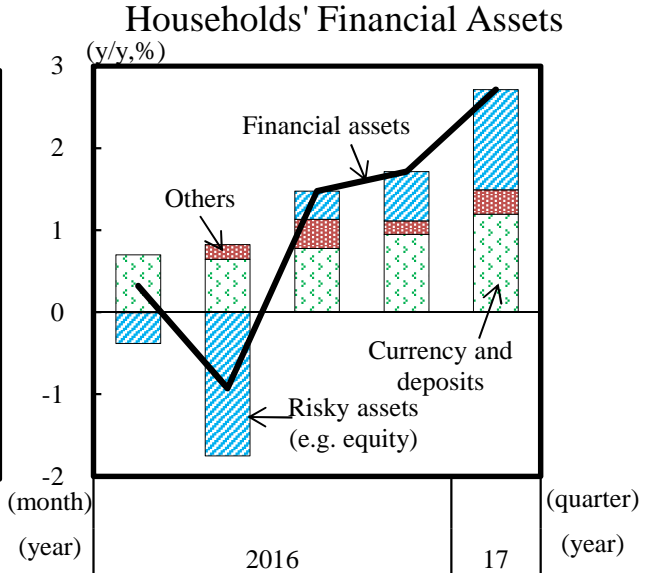 Households' Financial Assets
(y/y,%)
3
2
1
0
-1
-2
Financial assets
Others
Currency and
deposits
Risky assets
(e.g. equity)
(month)
(quarter)
(year)
2016
17
(year)